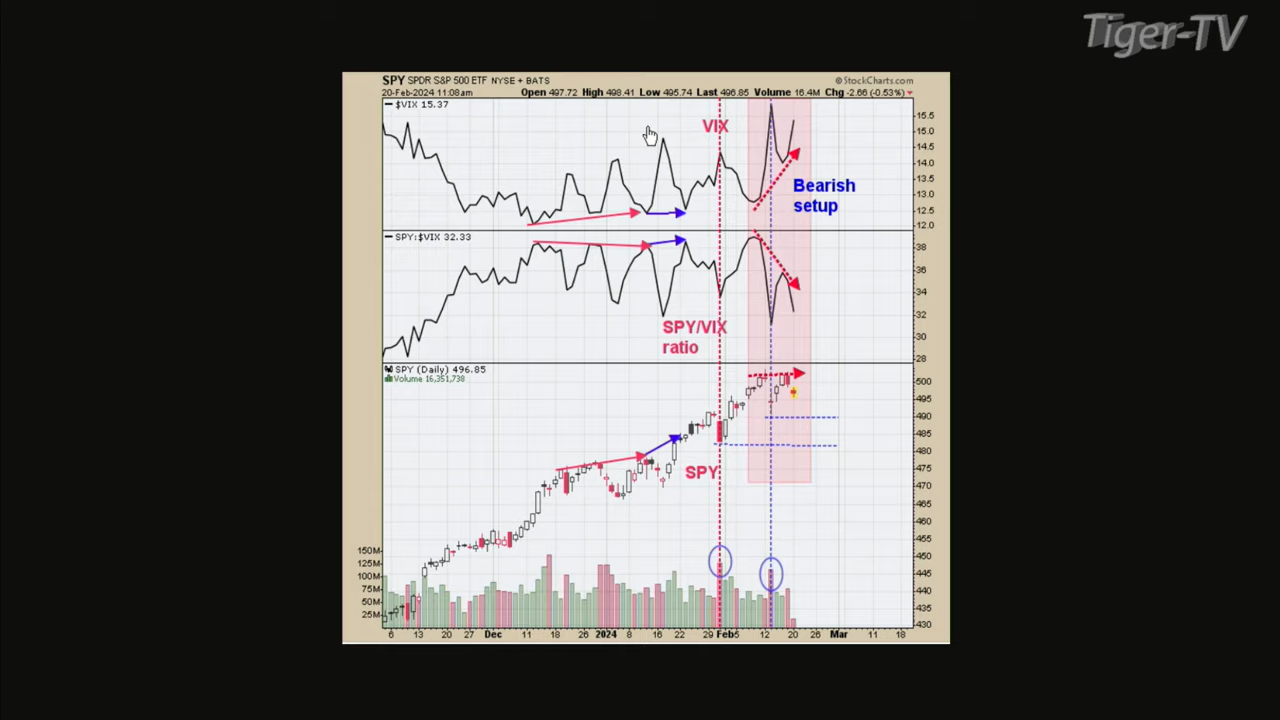 Tiger-TV
SPY SPDR S&P 500 ETF NYSE + BATS
© StockCharts.com
20-Feb-2024 11:08am
Open 497.72 High 498.41 Low 495.74 Last 496.85 Volume 16.4M Chg -2.66 (-0.53%)
$VIX 15.37
VIX
Bearish
setup
15.5
15.0
14.5
14.0
13.5
13.0
12.5
12.0
SPY:$VIX 32.33
SPY/VIX
ratio
38
36
34
32
30
28
SPY (Daily) 496.85
Volume 16,351,738
SPY
500
495
490
485
480
475
470
465
460
455
450
445
440
435
430
150M
125M
100M
75M
50M
25M
6 13 20 27 Dec 11 18 26 2024 8 16 22 29 Feb 5 12 20 26 Mar 11 18